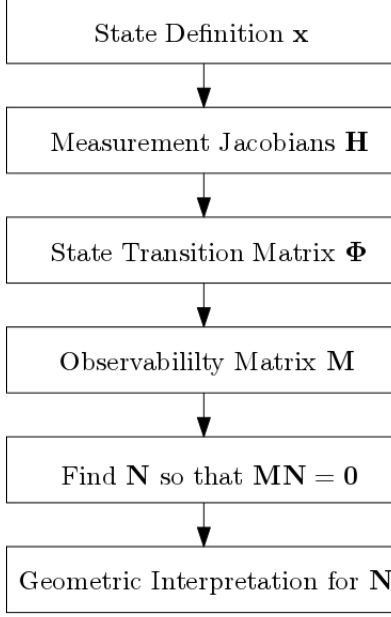 State Definition x
Measurement Jacobians H
State Transition Matrix Φ
Observabililty Matrix M
Find N so that MN = 0
Geometric Interpretation for N